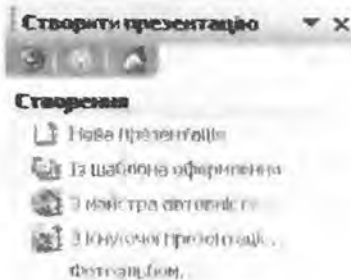 Створити презентацію
Створення
Нова презентація
Із шаблона оформлення
З майстра автовмісту...
З існуючої презентації...
Фотоальбом...